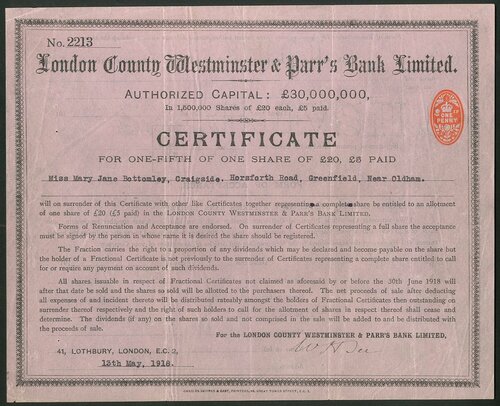 No. 2213
London County Westminster & Parr's Bank Limited.
AUTHORIZED CAPITAL: £30,000,000,
In 1,500,000 Shares of £20 each, £5 paid.
CERTIFICATE
FOR ONE-FIFTH OF ONE SHARE OF £20, £5 PAID
Miss Mary Jane Bottomley, Craigside. Horsforth Road, Greenfield, Near Oldham.
will on surrender of this Certificate with other like Certificates together representing a complete share be entitled to an allotment
of one share of £20 (£5 paid) in the LONDON COUNTY WESTMINSTER & PARR'S BANK LIMITED.
Forms of Renunciation and Acceptance are endorsed. On surrender of Certificates representing a full share the acceptance
must be signed by the person in whose name it is desired the share should be registered.
The Fraction carries the right to a proportion of any dividends which may be declared and become payable on the share but
the holder of a Fractional Certificate is not previously to the surrender of Certificates representing a complete share entitled to call
for or require any payment on account of such dividends.
All shares issuable in respect of Fractional Certificates not claimed as aforesaid by or before the 30th June 1918 will
after that date be sold and the shares so sold will be allotted to the purchasers thereof. The net proceeds of sale after deducting
all expenses of and incident thereto will be distributed rateably amongst the holders of Fractional Certificates then outstanding on
surrender thereof respectively and the right of such holders to call for the allotment of shares in respect thereof shall cease and
determine. The dividends (if any) on the shares so sold and not comprised in the sale will be added to and be distributed with
the proceeds of sale.
For the LONDON COUNTY WESTMINSTER & PARR'S BANK LIMITED,
41, LOTHBURY, LONDON, E.C. 2,
13th May, 1918.
ONE
PENNY